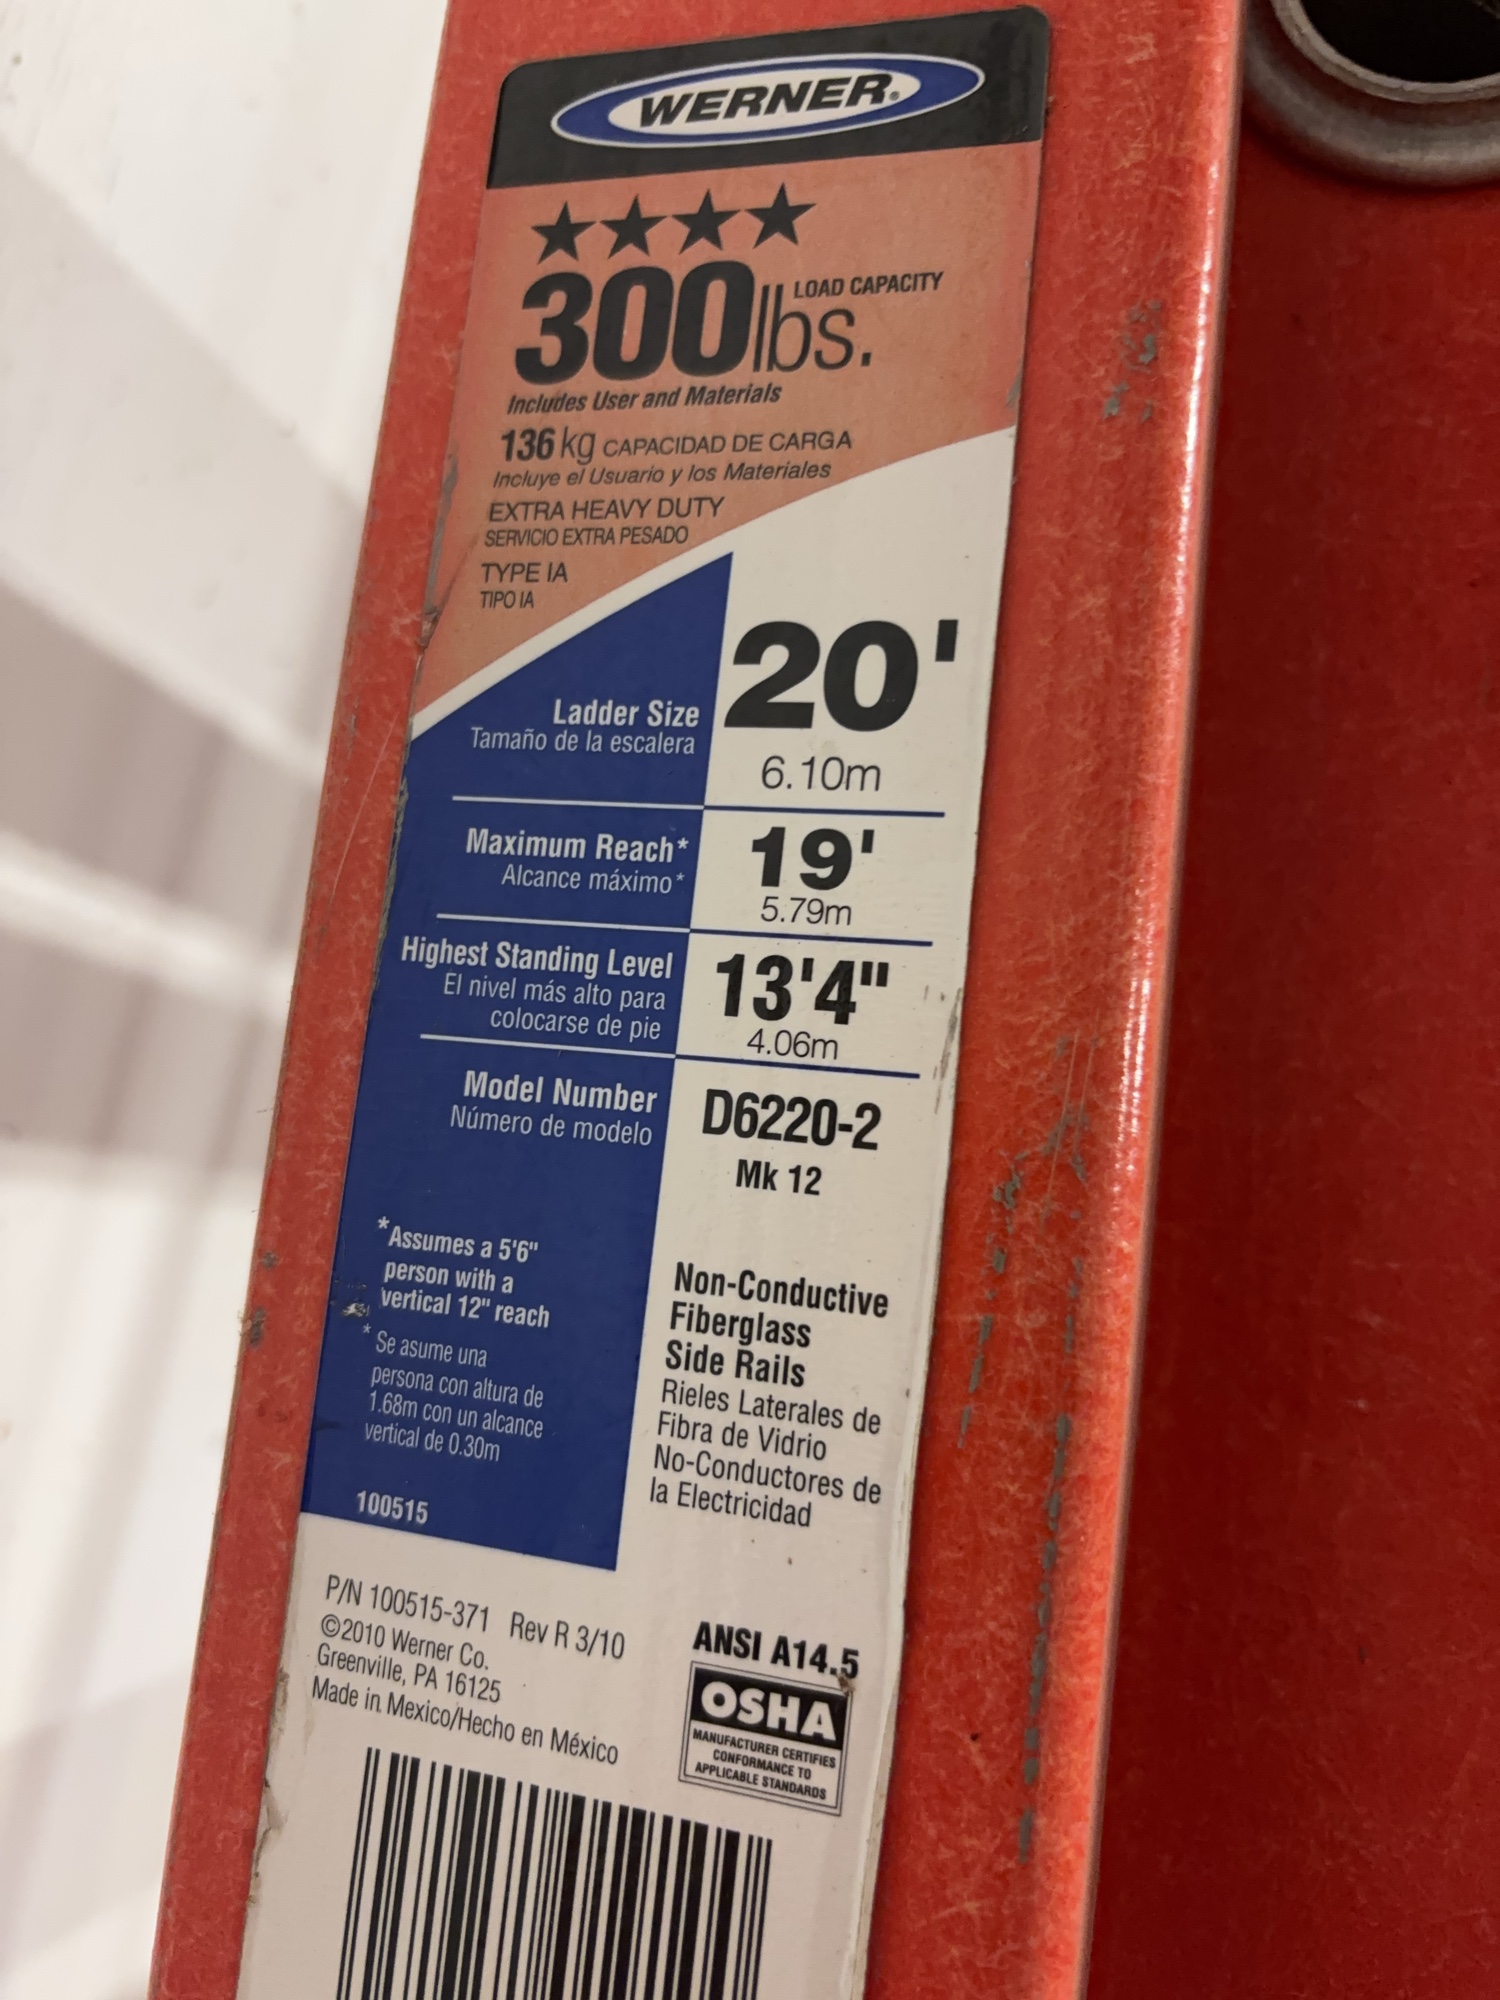 WERNER.
300 lbs. LOAD CAPACITY
Includes User and Materials
136 kg CAPACIDAD DE CARGA
Incluye el Usuario y los Materiales
EXTRA HEAVY DUTY
SERVICIO EXTRA PESADO
TYPE IA
TIPO IA
Ladder Size 20'
Tamaño de la escalera 6.10m
Maximum Reach* 19'
Alcance máximo* 5.79m
Highest Standing Level 13'4"
El nivel más alto para
colocarse de pie 4.06m
Model Number D6220-2
Número de modelo
Mk 12
*Assumes a 5'6"
person with a
vertical 12" reach
* Se asume una
persona con altura de
1.68m con un alcance
vertical de 0.30m
100515
Non-Conductive
Fiberglass
Side Rails
Rieles Laterales de
Fibra de Vidrio
No-Conductores de
la Electricidad
P/N 100515-371 Rev R 3/10
©2010 Werner Co.
Greenville, PA 16125
Made in Mexico/Hecho en México
ANSI A14.5
OSHA
MANUFACTURER CERTIFIES
CONFORMANCE TO
APPLICABLE STANDARDS